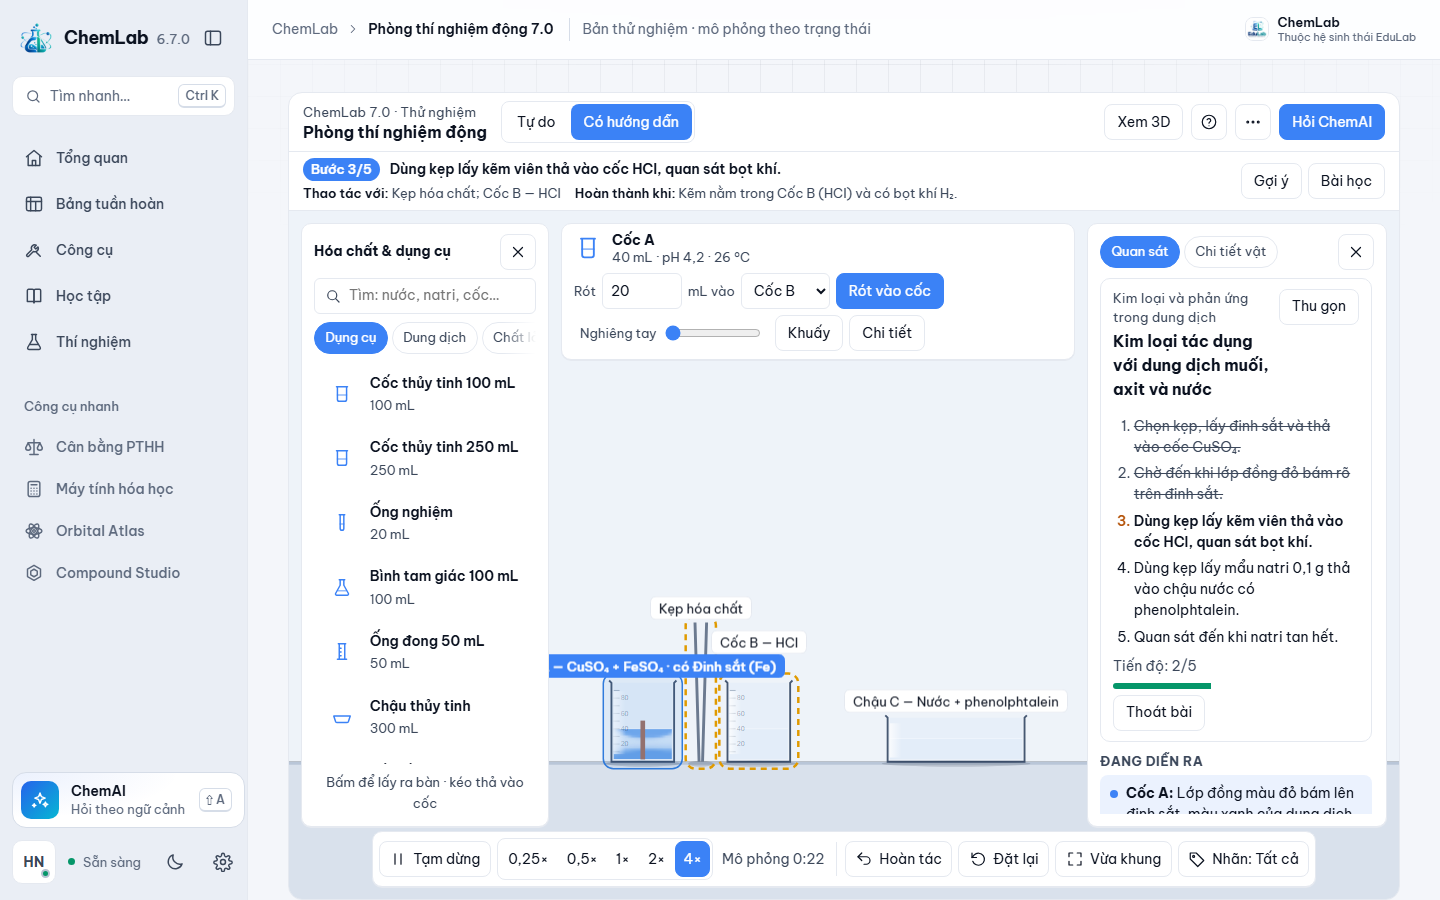 ChemLab 6.7.0
Tìm nhanh... Ctrl K
Tổng quan
Bảng tuần hoàn
Công cụ
Học tập
Thí nghiệm
Công cụ nhanh
Cân bằng PTHH
Máy tính hóa học
Orbital Atlas
Compound Studio
ChemAI
Hỏi theo ngữ cảnh
⇧A
HN
Sẵn sàng
ChemLab
Phòng thí nghiệm động 7.0
Bản thử nghiệm · mô phỏng theo trạng thái
ChemLab
Thuộc hệ sinh thái EduLab
ChemLab 7.0 · Thử nghiệm
Phòng thí nghiệm động
Tự do
Có hướng dẫn
Xem 3D
Hỏi ChemAI
Bước 3/5 Dùng kẹp lấy kẽm viên thả vào cốc HCl, quan sát bọt khí.
Thao tác với: Kẹp hóa chất; Cốc B — HCl Hoàn thành khi: Kẽm nằm trong Cốc B (HCl) và có bọt khí H₂.
Gợi ý
Bài học
Hóa chất & dụng cụ
Tìm: nước, natri, cốc...
Dụng cụ
Dung dịch
Cốc thủy tinh 100 mL
100 mL
Cốc thủy tinh 250 mL
250 mL
Ống nghiệm
20 mL
Bình tam giác 100 mL
100 mL
Ống đong 50 mL
50 mL
Chậu thủy tinh
300 mL
Bấm để lấy ra bàn · kéo thả vào
cốc
Cốc A
40 mL · pH 4,2 · 26 °C
Rót 20 mL vào Cốc B Rót vào cốc
Nghiêng tay
Khuấy
Chi tiết
Kẹp hóa chất
Cốc B — HCl
— CuSO₄ + FeSO₄ · có Đinh sắt (Fe)
Chậu C — Nước + phenolphtalein
80
60
40
20
80
60
40
20
Quan sát
Chi tiết vật
Kim loại và phản ứng
trong dung dịch
Thu gọn
Kim loại tác dụng
với dung dịch muối,
axit và nước
1. Chọn kẹp, lấy đinh sắt và thả
vào cốc CuSO₄.
2. Chờ đến khi lớp đồng đỏ bám rõ
trên đinh sắt.
3. Dùng kẹp lấy kẽm viên thả vào
cốc HCl, quan sát bọt khí.
4. Dùng kẹp lấy mẩu natri 0,1 g thả
vào chậu nước có
phenolphtalein.
5. Quan sát đến khi natri tan hết.
Tiến độ: 2/5
Thoát bài
ĐANG DIỄN RA
Cốc A: Lớp đồng màu đỏ bám lên
đinh sắt, màu xanh của dung dịch
Tạm dừng
0,25×
0,5×
1×
2×
4×
Mô phỏng 0:22
Hoàn tác
Đặt lại
Vừa khung
Nhãn: Tất cả